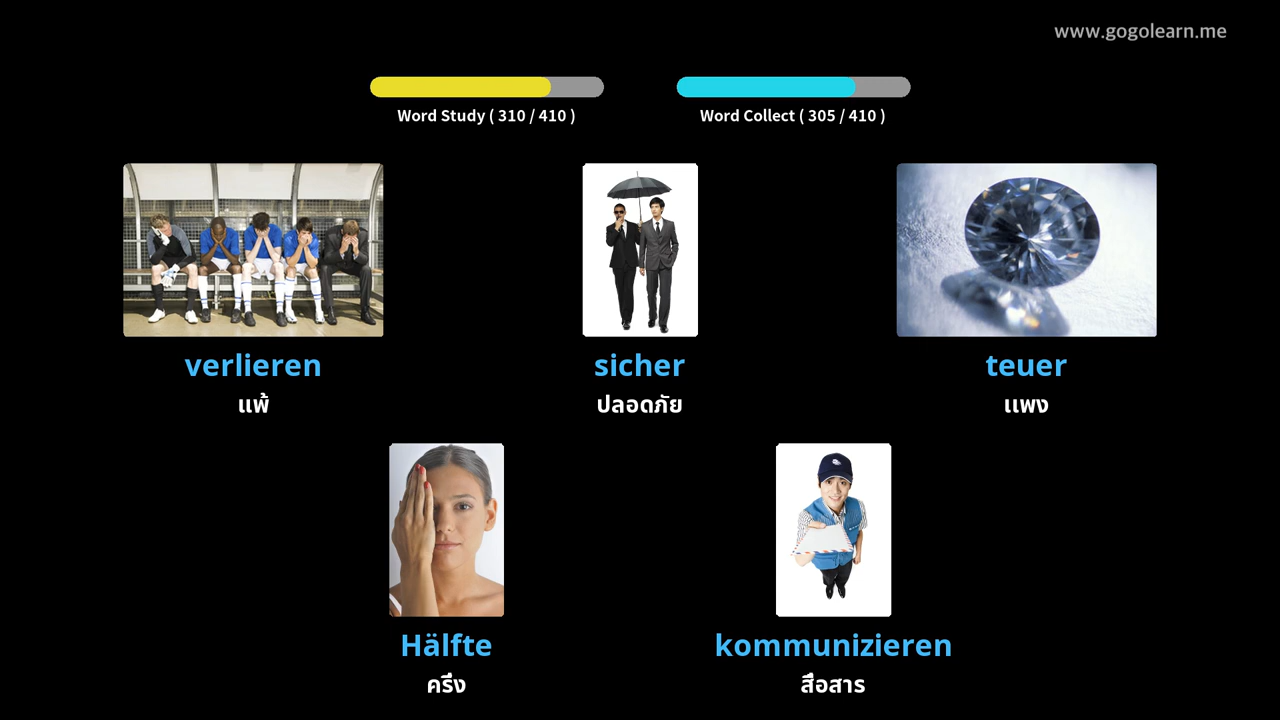 www.gogolearn.me
Word Study ( 310 / 410 )
Word Collect ( 305 / 410 )
verlieren
แพ้
sicher
ปลอดภัย
teuer
แพง
Hälfte
ครึ่ง
kommunizieren
สื่อสาร